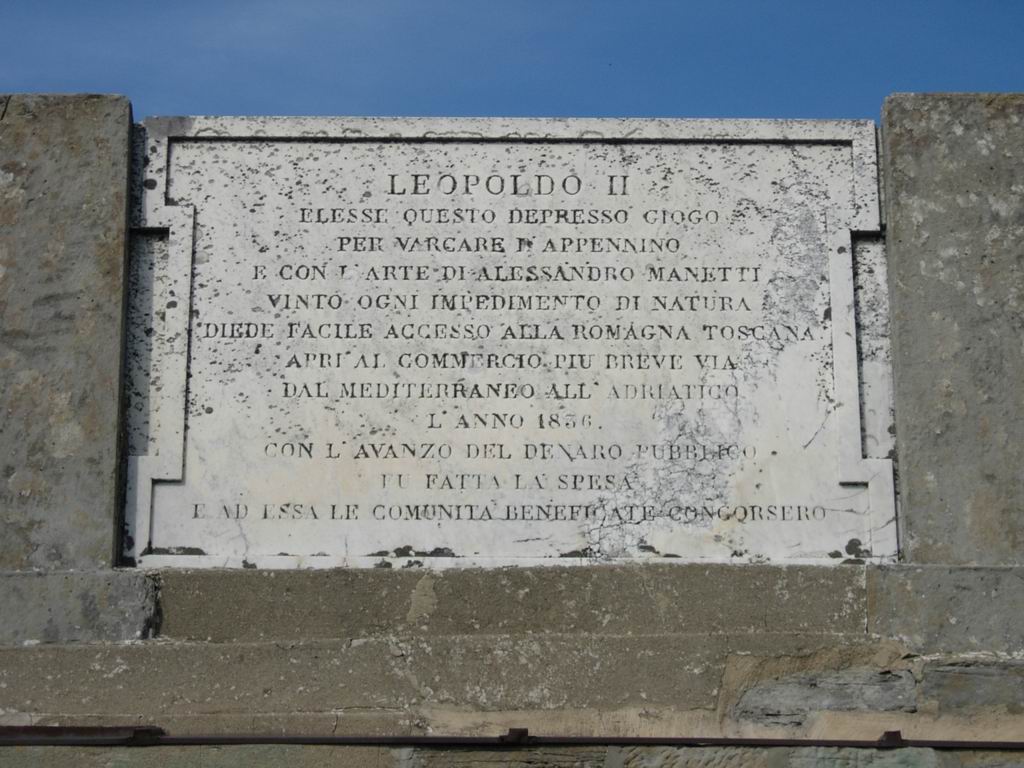 LEOPOLDO II
ELESSE QUESTO DEPRESSO GIOGO
PER VARCARE L'APPENNINO
E CON L'ARTE DI ALESSANDRO MANETTI
VINTO OGNI IMPEDIMENTO DI NATURA
DIEDE FACILE ACCESSO ALLA ROMAGNA TOSCANA
APRI AL COMMERCIO PIU BREVE VIA
DAL MEDITERRANEO ALL'ADRIATICO
L'ANNO 1836.
CON L'AVANZO DEL DENARO PUBBLICO
FU FATTA LA SPESA
E AD ESSA LE COMUNITA BENEFICATE CONCORSERO